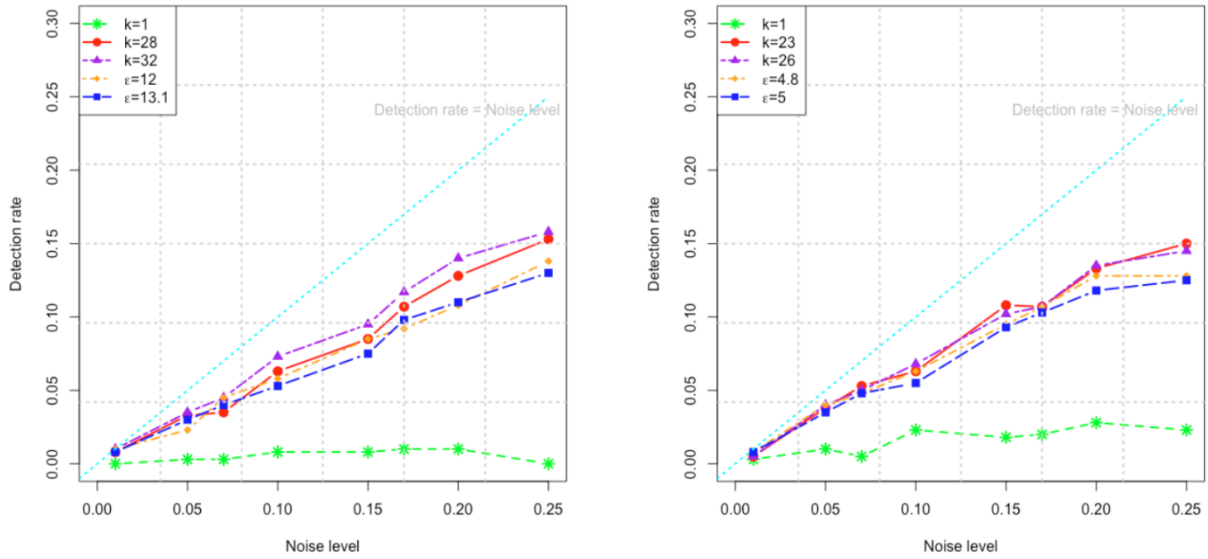 0.30
0.25
0.20
0.15
0.10
0.05
0.00
Detection rate
k=1
k=28
k=32
ε=12
ε=13.1
Detection rate = Noise level
0.00 0.05 0.10 0.15 0.20 0.25
Noise level
0.30
0.25
0.20
0.15
0.10
0.05
0.00
Detection rate
k=1
k=23
k=26
ε=4.8
ε=5
Detection rate = Noise level
0.00 0.05 0.10 0.15 0.20 0.25
Noise level